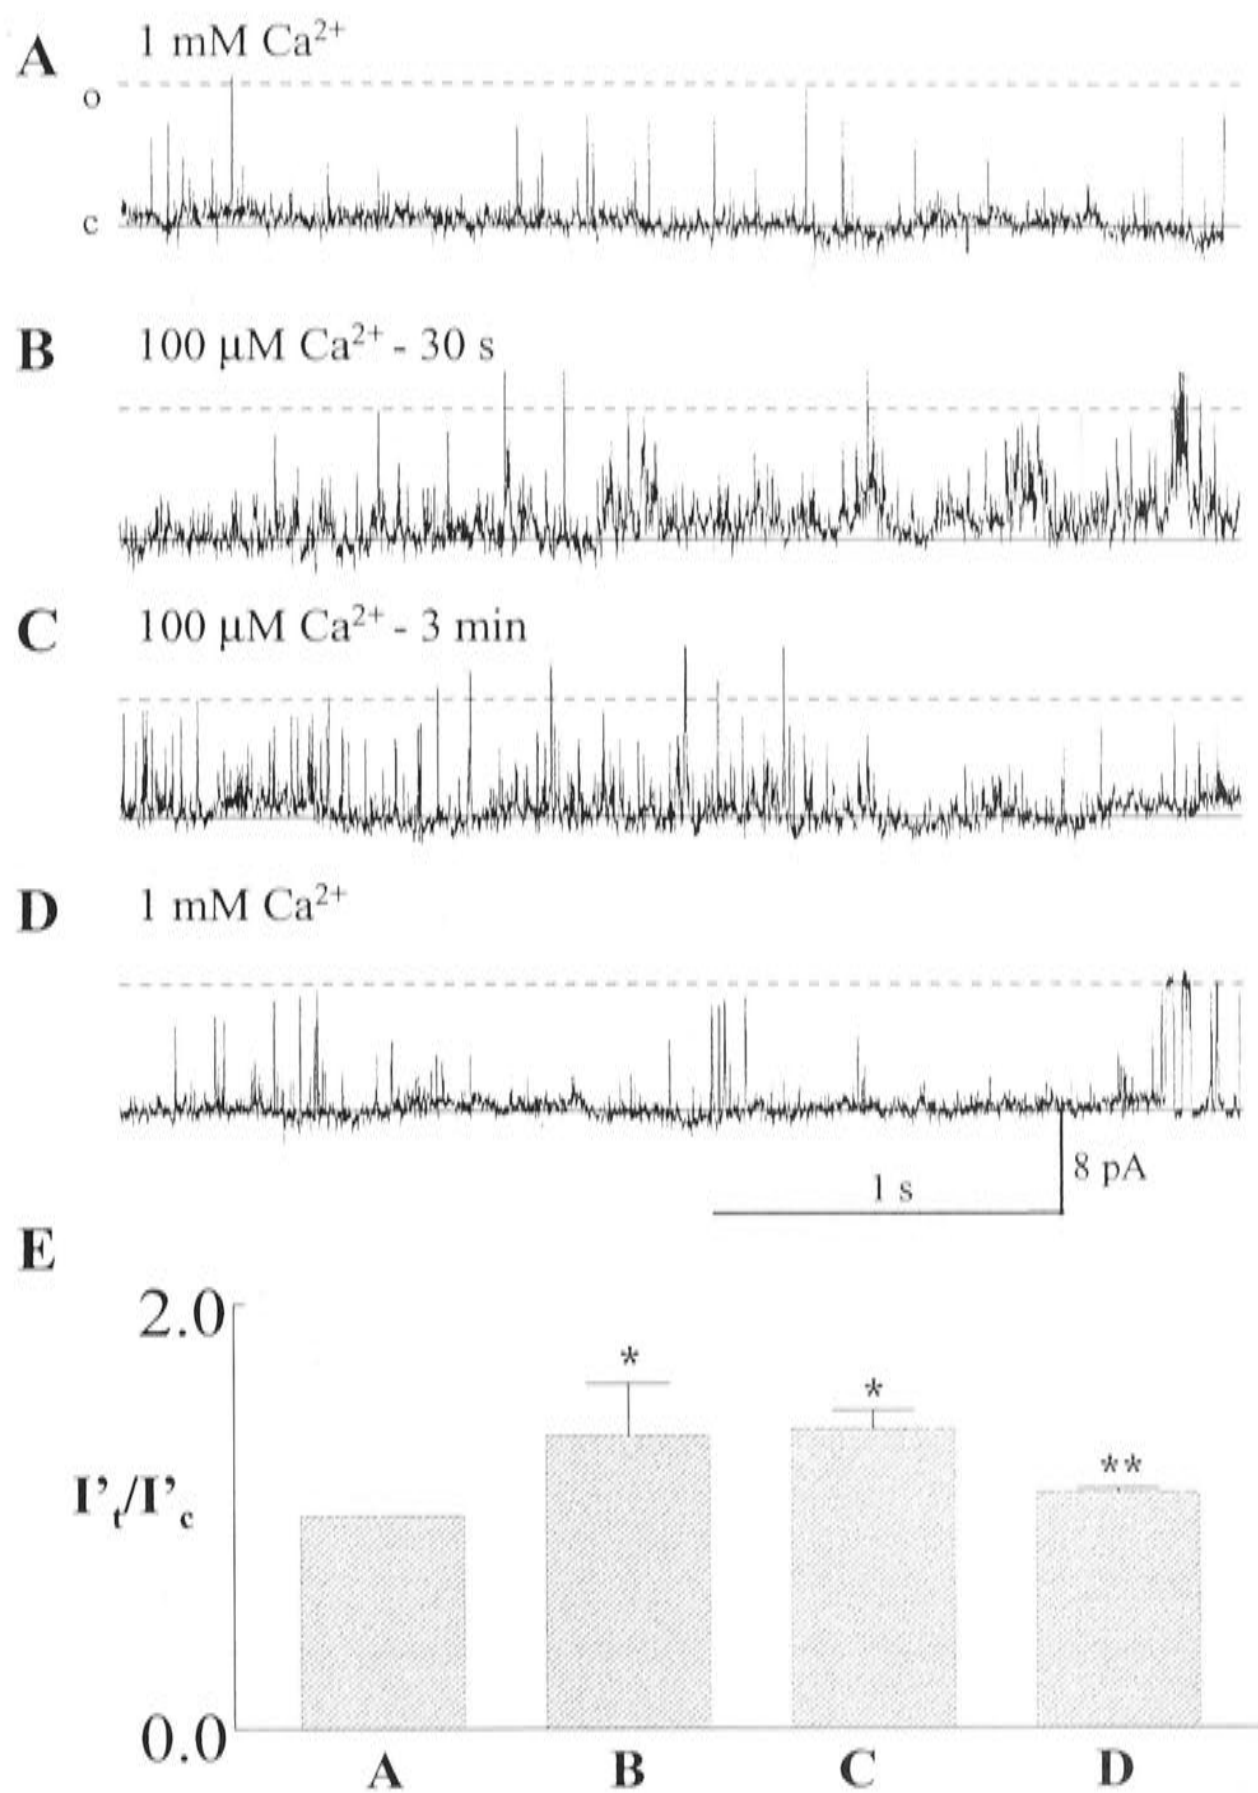 A
1 mM Ca²⁺
o
c
B
100 µM Ca²⁺ - 30 s
C
100 µM Ca²⁺ - 3 min
D
1 mM Ca²⁺
8 pA
1 s
E
2.0
*
*
**
I’ₜ/I’c
0.0
A B C D